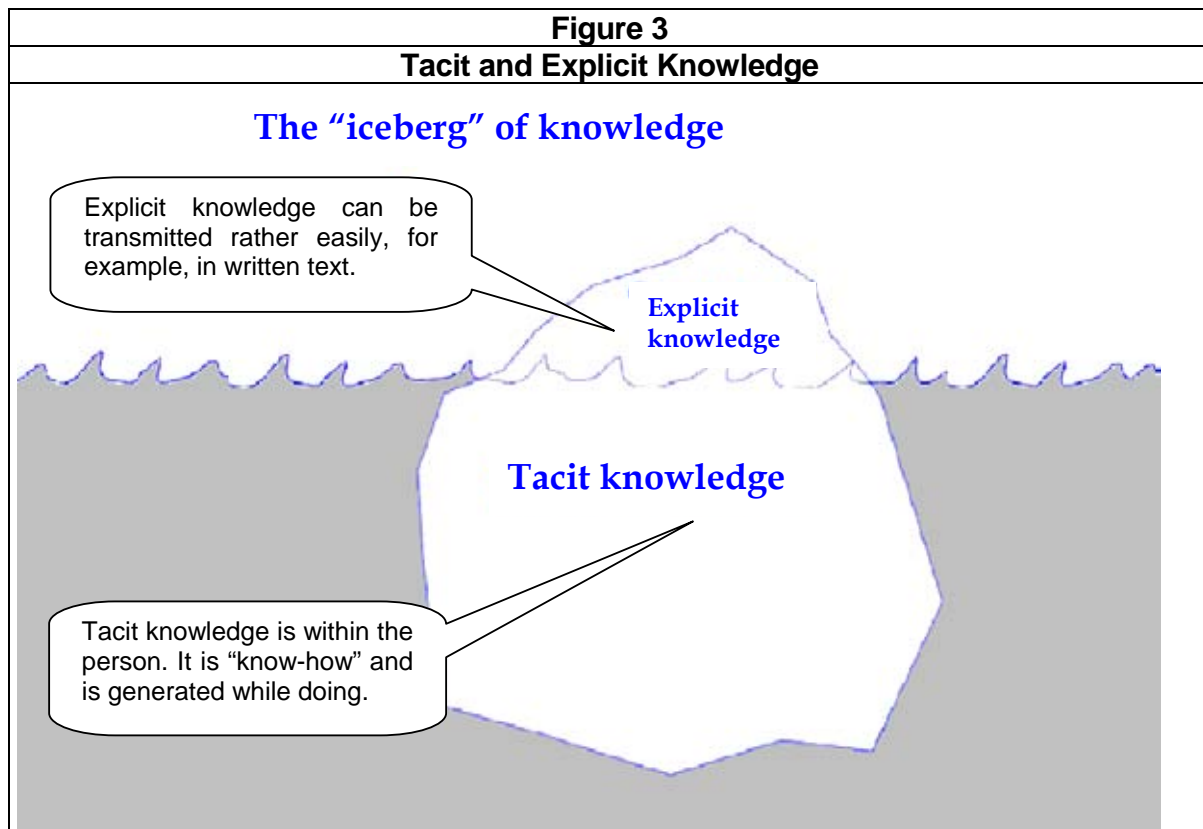 Figure 3
Tacit and Explicit Knowledge
The “iceberg” of knowledge
Explicit knowledge can be
transmitted rather easily, for
example, in written text.
Explicit
knowledge
Tacit knowledge
Tacit knowledge is within the
person. It is “know-how” and
is generated while doing.